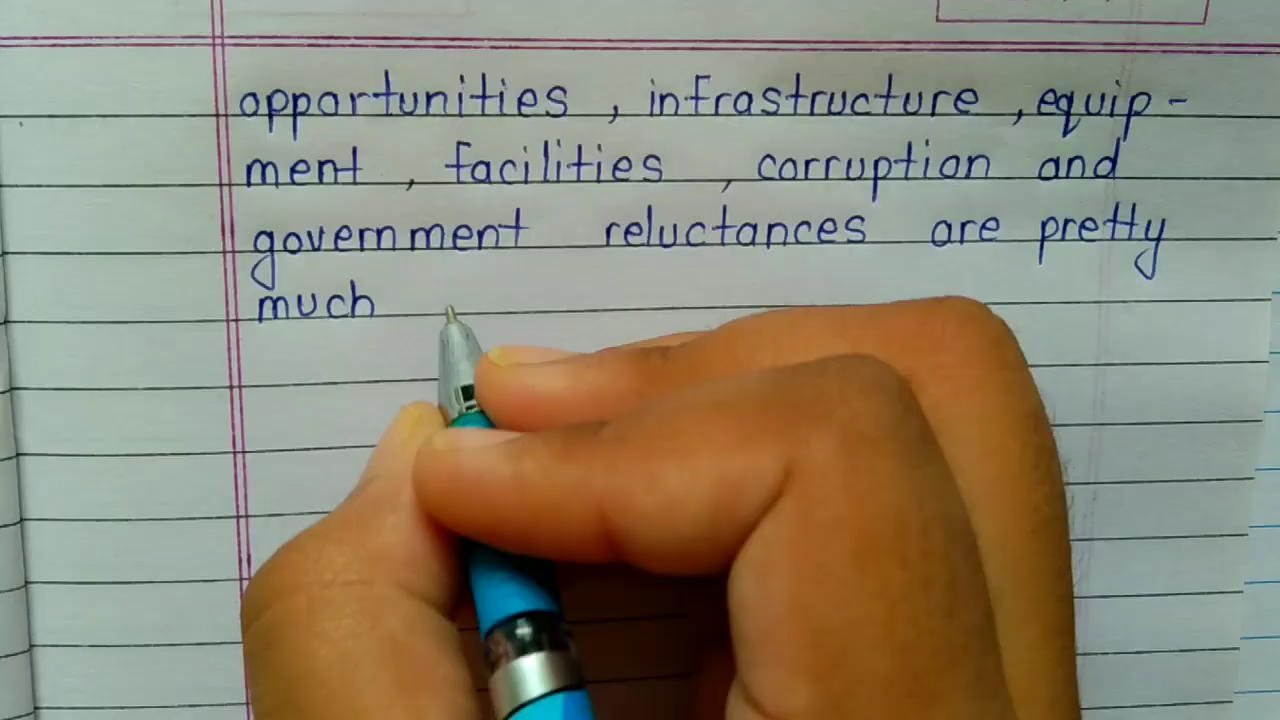 opportunities , infrastructure , equip-
ment , facilities , corruption and
government reluctances are pretty
much